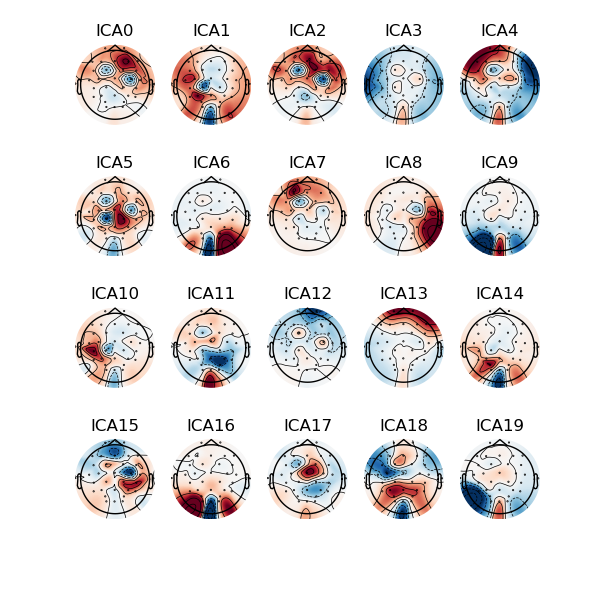 ICA0 ICA1 ICA2 ICA3 ICA4
ICA5 ICA6 ICA7 ICA8 ICA9
ICA10 ICA11 ICA12 ICA13 ICA14
ICA15 ICA16 ICA17 ICA18 ICA19